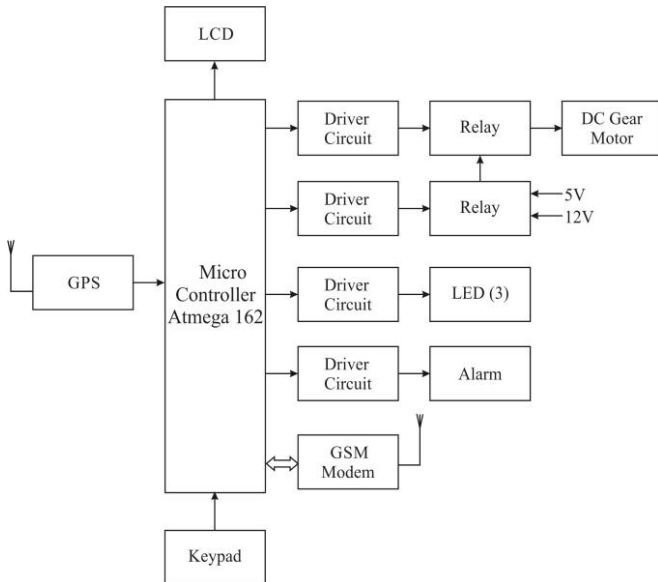 LCD
Driver
Circuit
Relay
DC Gear
Motor
Driver
Circuit
Relay
5V
12V
GPS
Micro
Controller
Atmega 162
Driver
Circuit
LED (3)
Driver
Circuit
Alarm
GSM
Modem
Keypad